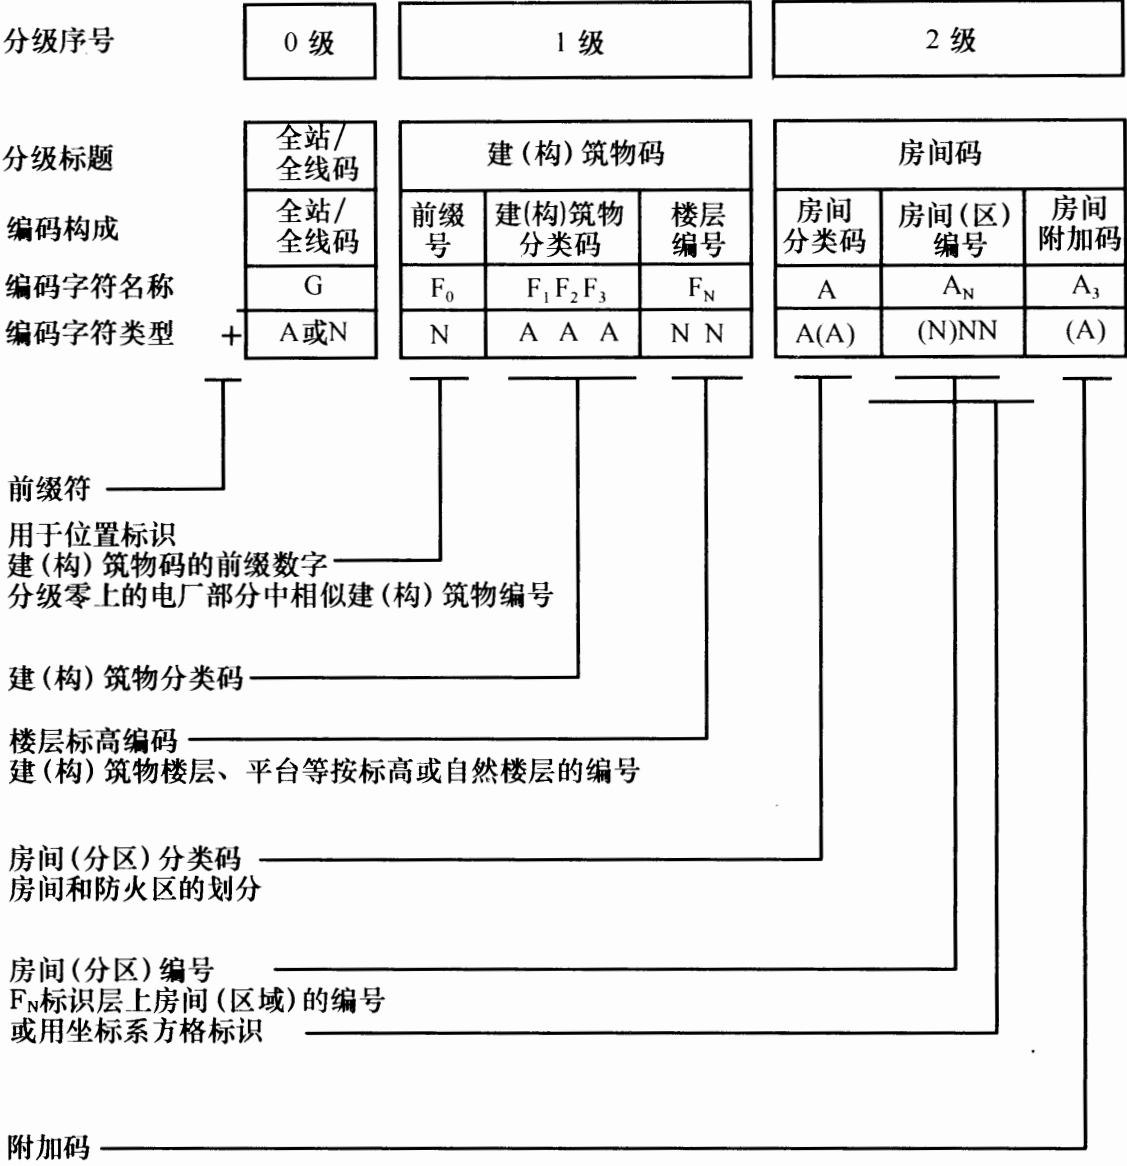 分级序号 0 级 1 级 2 级
分级标题 全站/全线码 建(构)筑物码 房间码
编码构成 全站/全线码 前缀号 建(构)筑物分类码 楼层编号 房间分类码 房间(区)编号 房间附加码
编码字符名称 G F₀ F₁F₂F₃ F_N A A_N A₃
编码字符类型 + A或N N A A A N N A(A) (N)NN (A)
前缀符
用于位置标识
建(构)筑物码的前缀数字
分级零上的电厂部分中相似建(构)筑物编号
建(构)筑物分类码
楼层标高编码
建(构)筑物楼层、平台等按标高或自然楼层的编号
房间(分区)分类码
房间和防火区的划分
房间(分区)编号
F_N标识层上房间(区域)的编号
或用坐标系方格标识
附加码